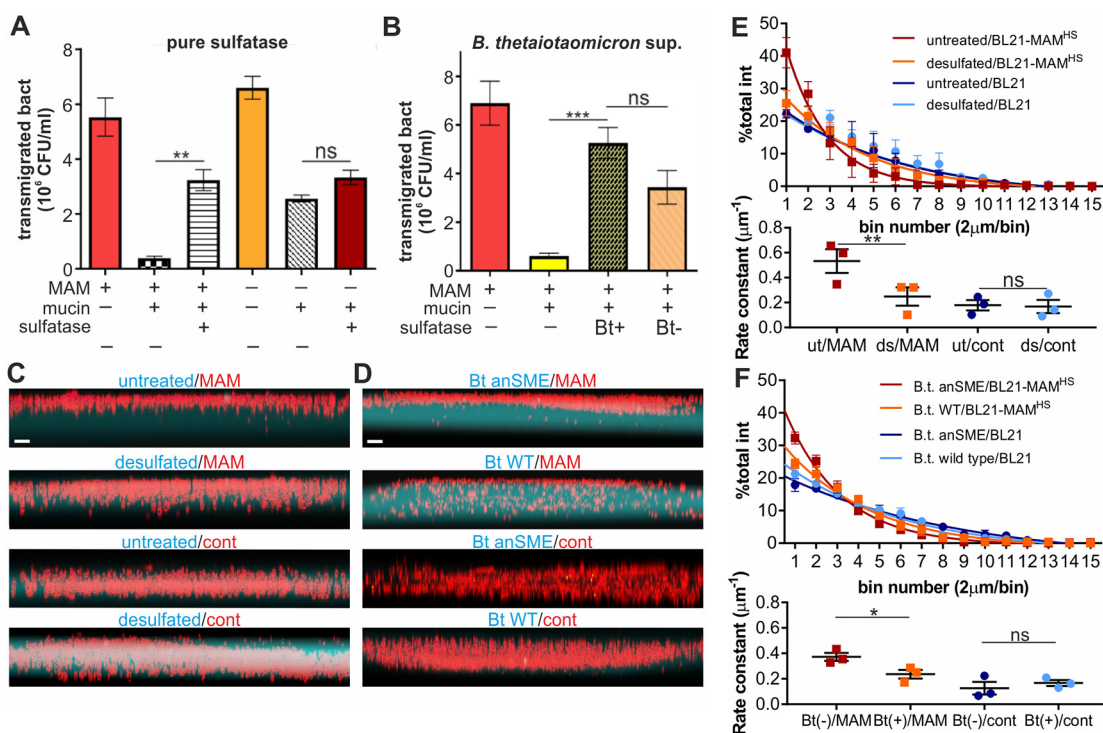 A
pure sulfatase
transmigrated bact
(10⁶ CFU/ml)
8
6
4
2
0
MAM + + + – – –
mucin – + + – + +
sulfatase + +
– –
B
B. thetaiotaomicron sup.
transmigrated bact
(10⁶ CFU/ml)
8
6
4
2
0
**
ns
***
ns
MAM + + + +
mucin – + + +
sulfatase Bt+ Bt-
–
C
untreated/MAM
desulfated/MAM
untreated/cont
desulfated/cont
D
Bt anSME/MAM
Bt WT/MAM
Bt anSME/cont
Bt WT/cont
E
%total int
50
40
30
20
10
0
untreated/BL21-MAMᴴˢ
desulfated/BL21-MAMᴴˢ
untreated/BL21
desulfated/BL21
1 2 3 4 5 6 7 8 9 10 11 12 13 14 15
bin number (2μm/bin)
Rate constant (μm⁻¹)
0.8
0.6
0.4
0.2
0.0
**
ns
ut/MAM ds/MAM ut/cont ds/cont
F
%total int
50
40
30
20
10
0
B.t. anSME/BL21-MAMᴴˢ
B.t. WT/BL21-MAMᴴˢ
B.t. anSME/BL21
B.t. wild type/BL21
1 2 3 4 5 6 7 8 9 10 11 12 13 14 15
bin number (2μm/bin)
Rate constant (μm⁻¹)
0.8
0.6
0.4
0.2
0.0
*
ns
Bt(-)/MAM Bt(+)/MAM Bt(-)/cont Bt(+)/cont